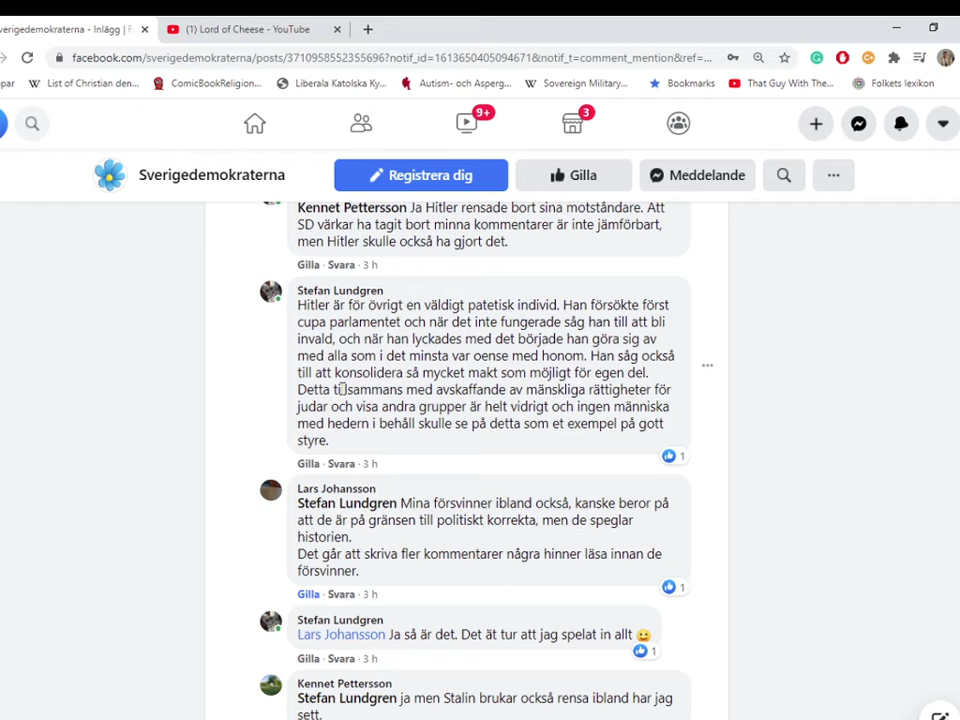 verigedemokraterna - Inlägg | F
(1) Lord of Cheese - YouTube
facebook.com/sverigedemokraterna/posts/3710958552355696?notif_id=1613650405094671&notif_t=comment_mention&ref=...
par
List of Christian den...
ComicBookReligion...
Liberala Katolska Ky...
Autism- och Asperg...
Sovereign Military...
Bookmarks
That Guy With The...
Folkets lexikon
9+
3
Sverigedemokraterna
Registrera dig
Gilla
Meddelande
Kennet Pettersson Ja Hitler rensade bort sina motståndare. Att
SD värkar ha tagit bort minna kommentarer är inte jämförbart,
men Hitler skulle också ha gjort det.
Gilla · Svara · 3 h
Stefan Lundgren
Hitler är för övrigt en väldigt patetisk individ. Han försökte först
cupa parlamentet och när det inte fungerade såg han till att bli
invald, och när han lyckades med det började han göra sig av
med alla som i det minsta var oense med honom. Han såg också
till att konsolidera så mycket makt som möjligt för egen del.
Detta tillsammans med avskaffande av mänskliga rättigheter för
judar och visa andra grupper är helt vidrigt och ingen människa
med hedern i behåll skulle se på detta som et exempel på gott
styre.
1
Gilla · Svara · 3 h
Lars Johansson
Stefan Lundgren Mina försvinner ibland också, kanske beror på
att de är på gränsen till politiskt korrekta, men de speglar
historien.
Det går att skriva fler kommentarer några hinner läsa innan de
försvinner.
1
Gilla · Svara · 3 h
Stefan Lundgren
Lars Johansson Ja så är det. Det ät tur att jag spelat in allt 😀
1
Gilla · Svara · 3 h
Kennet Pettersson
Stefan Lundgren ja men Stalin brukar också rensa ibland har jag
sett.